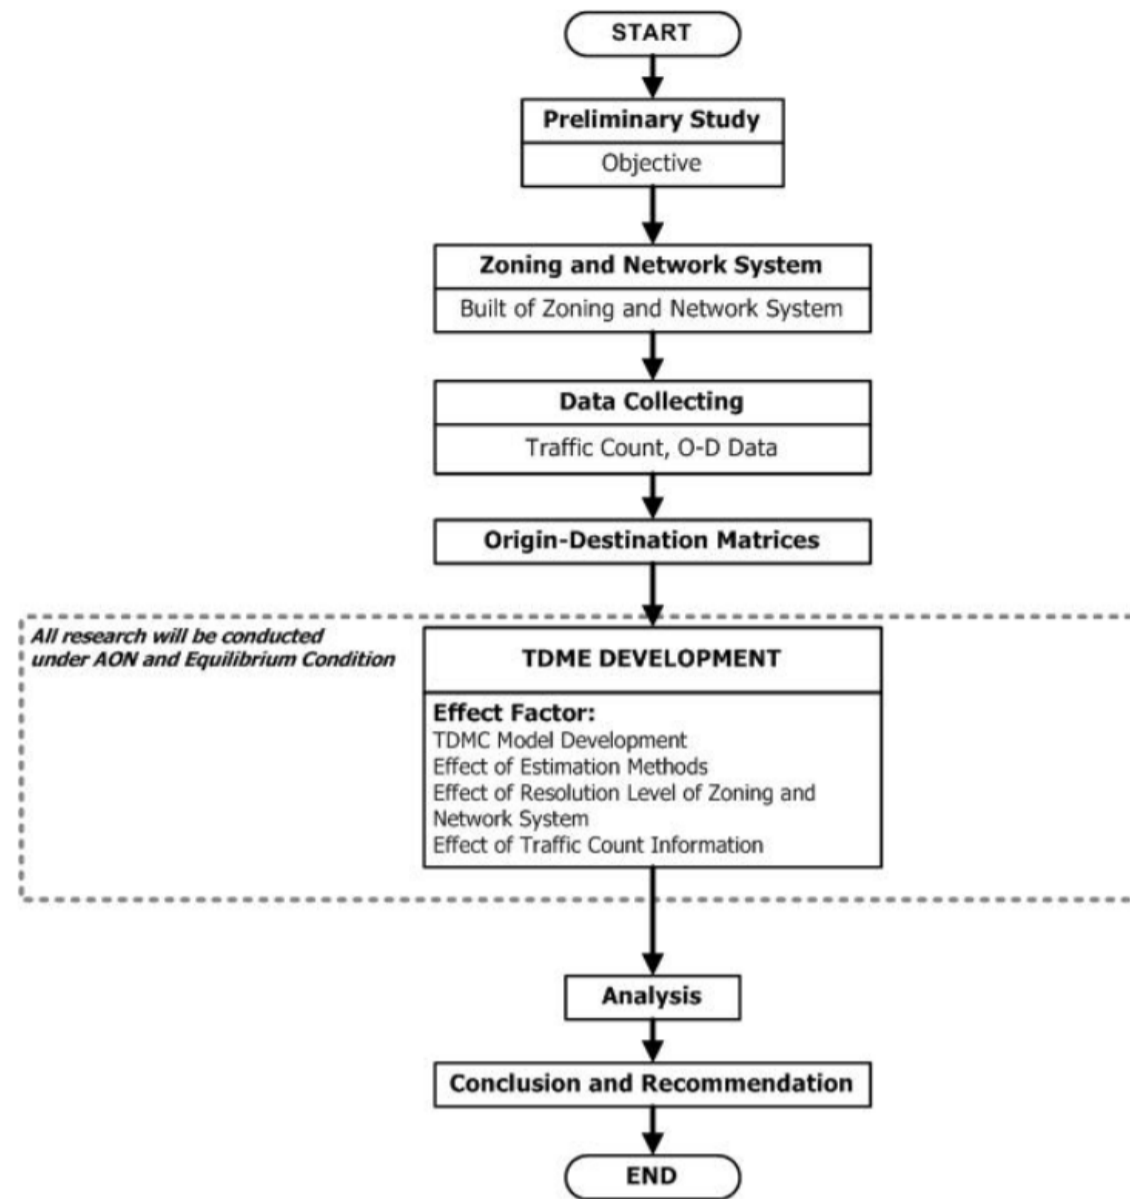 START
Preliminary Study
Objective
Zoning and Network System
Built of Zoning and Network System
Data Collecting
Traffic Count, O-D Data
Origin-Destination Matrices
All research will be conducted
under AON and Equilibrium Condition
TDME DEVELOPMENT
Effect Factor:
TDMC Model Development
Effect of Estimation Methods
Effect of Resolution Level of Zoning and
Network System
Effect of Traffic Count Information
Analysis
Conclusion and Recommendation
END